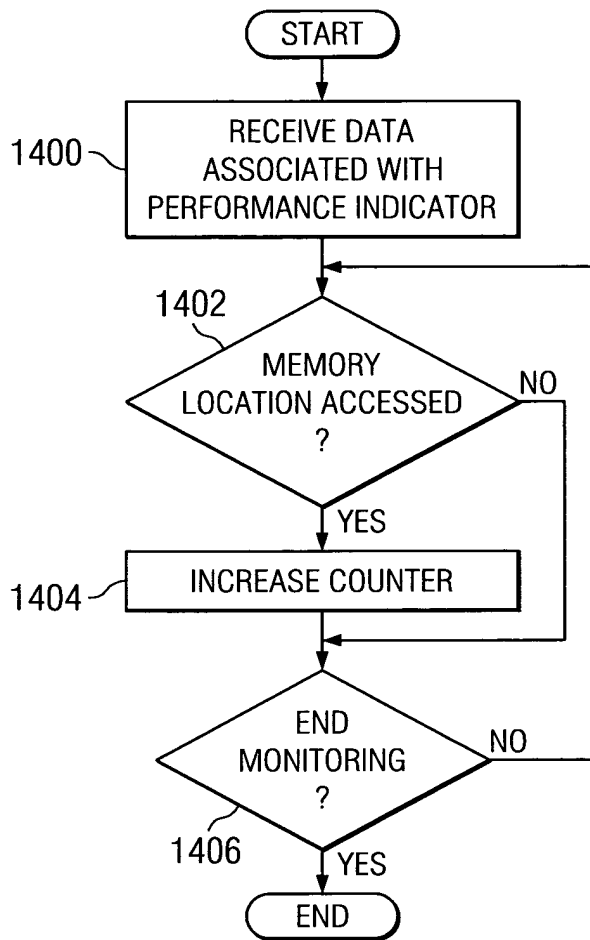 START
1400
RECEIVE DATA
ASSOCIATED WITH
PERFORMANCE INDICATOR
1402
MEMORY
LOCATION ACCESSED
?
NO
YES
1404
INCREASE COUNTER
END
MONITORING
?
NO
1406
YES
END